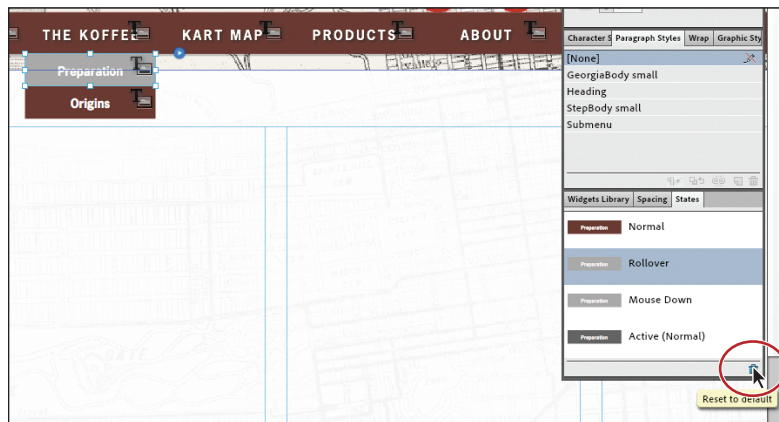 THE KOFFEE KART MAP PRODUCTS ABOUT
Preparation
Origins
Character S Paragraph Styles Wrap Graphic Sty
[None]
GeorgiaBody small
Heading
StepBody small
Submenu
Widgets Library Spacing States
Preparation Normal
Preparation Rollover
Preparation Mouse Down
Preparation Active (Normal)
Reset to default